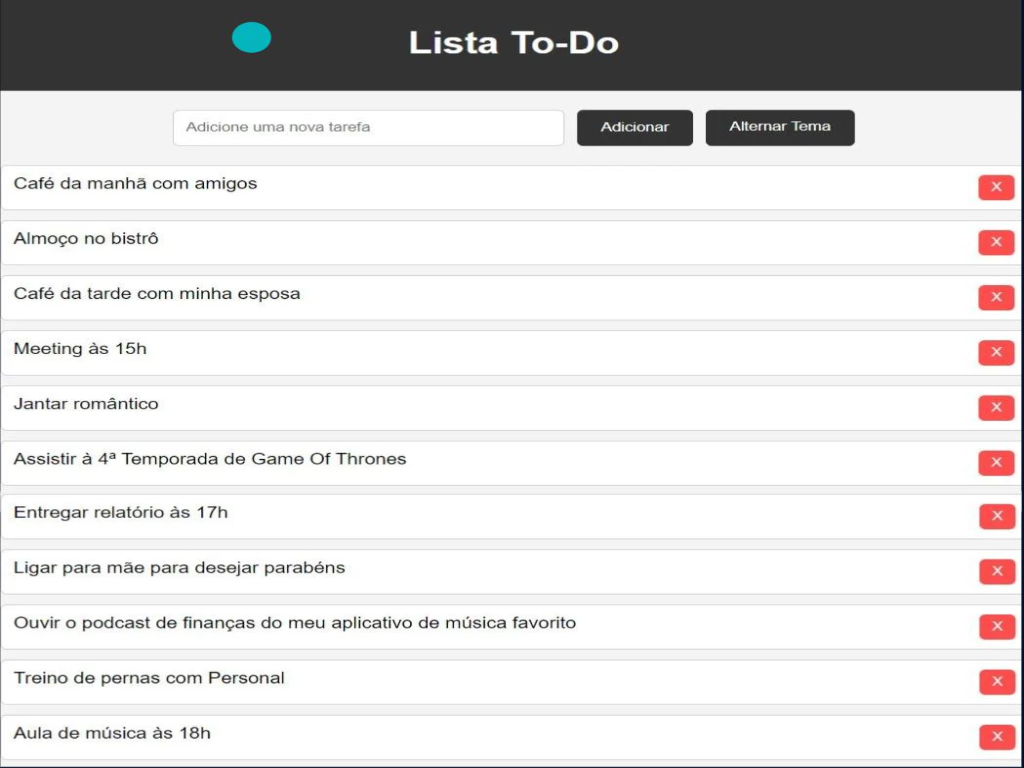 Lista To-Do
Adicione uma nova tarefa
Adicionar
Alternar Tema
Café da manhã com amigos
X
Almoço no bistrô
X
Café da tarde com minha esposa
X
Meeting às 15h
X
Jantar romântico
X
Assistir à 4ª Temporada de Game Of Thrones
X
Entregar relatório às 17h
X
Ligar para mãe para desejar parabéns
X
Ouvir o podcast de finanças do meu aplicativo de música favorito
X
Treino de pernas com Personal
X
Aula de música às 18h
X